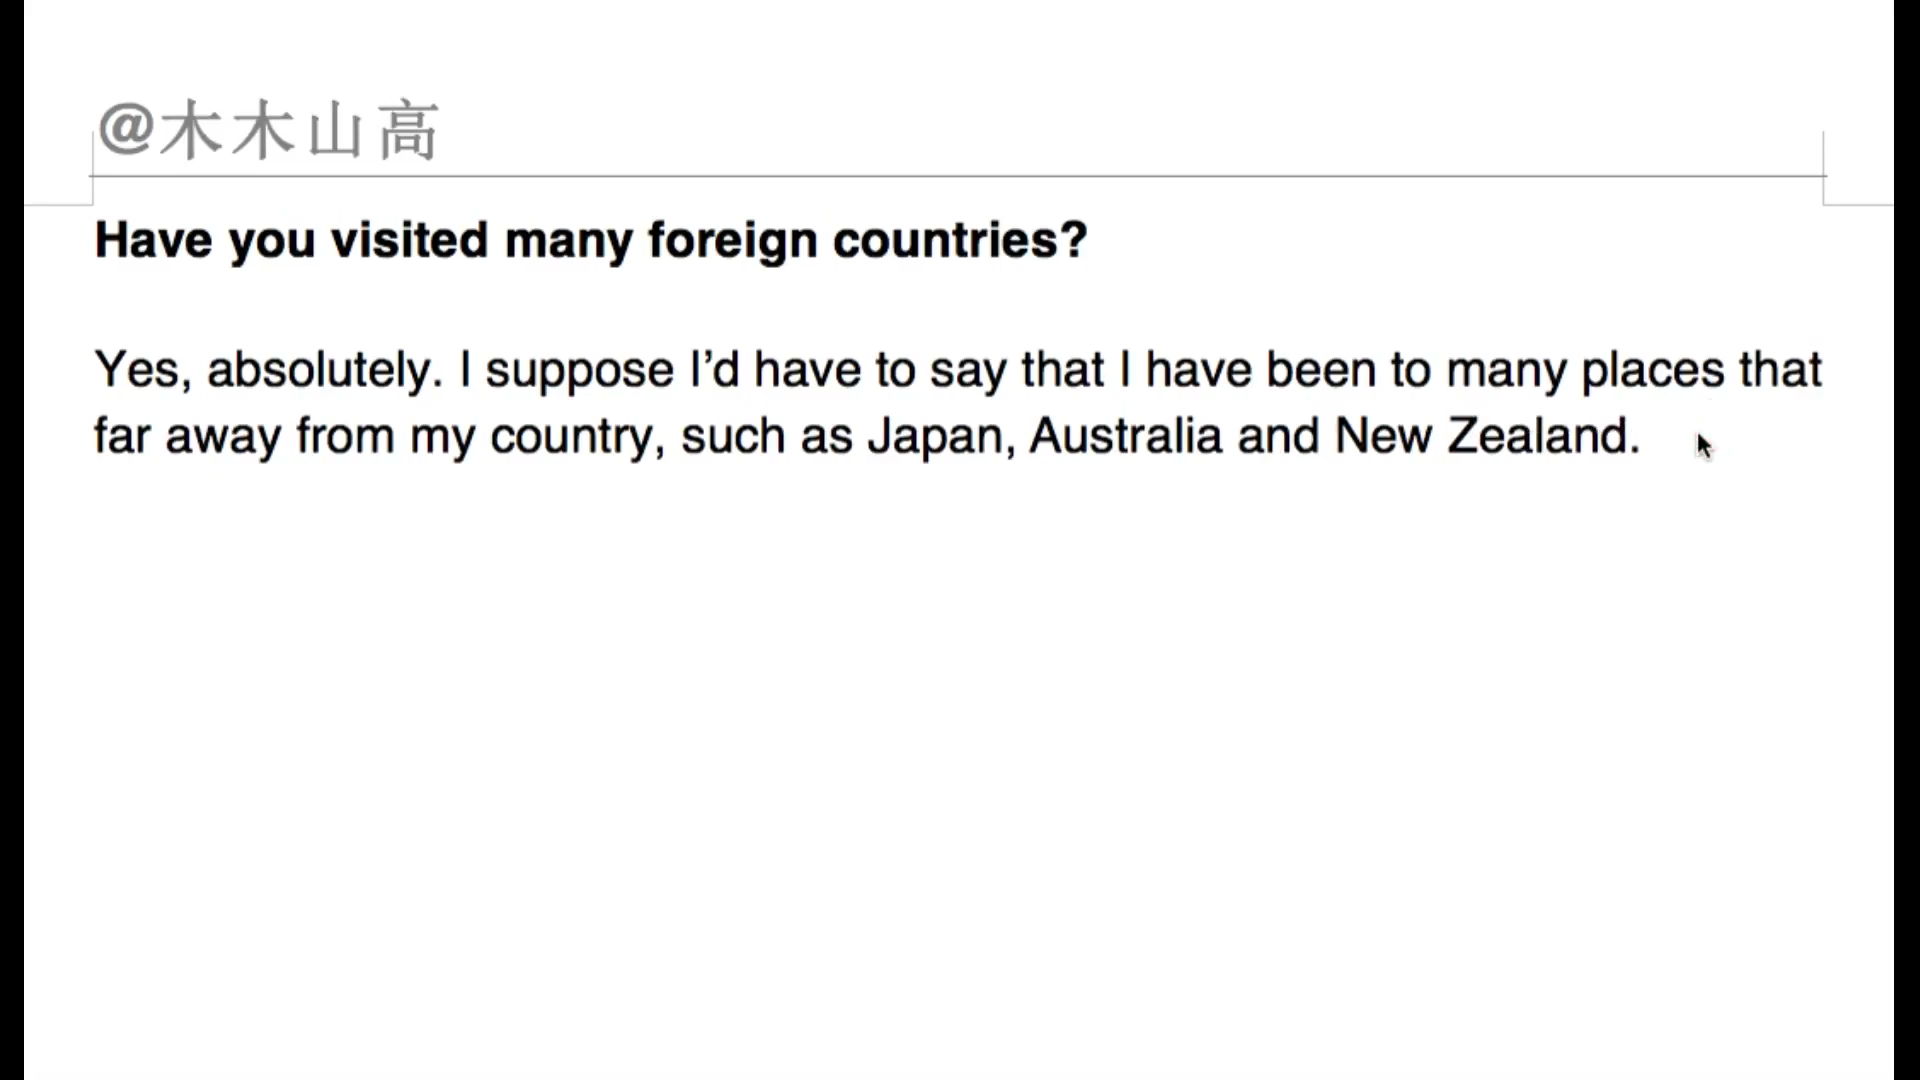 @木木山高
Have you visited many foreign countries?
Yes, absolutely. I suppose I’d have to say that I have been to many places that
far away from my country, such as Japan, Australia and New Zealand.